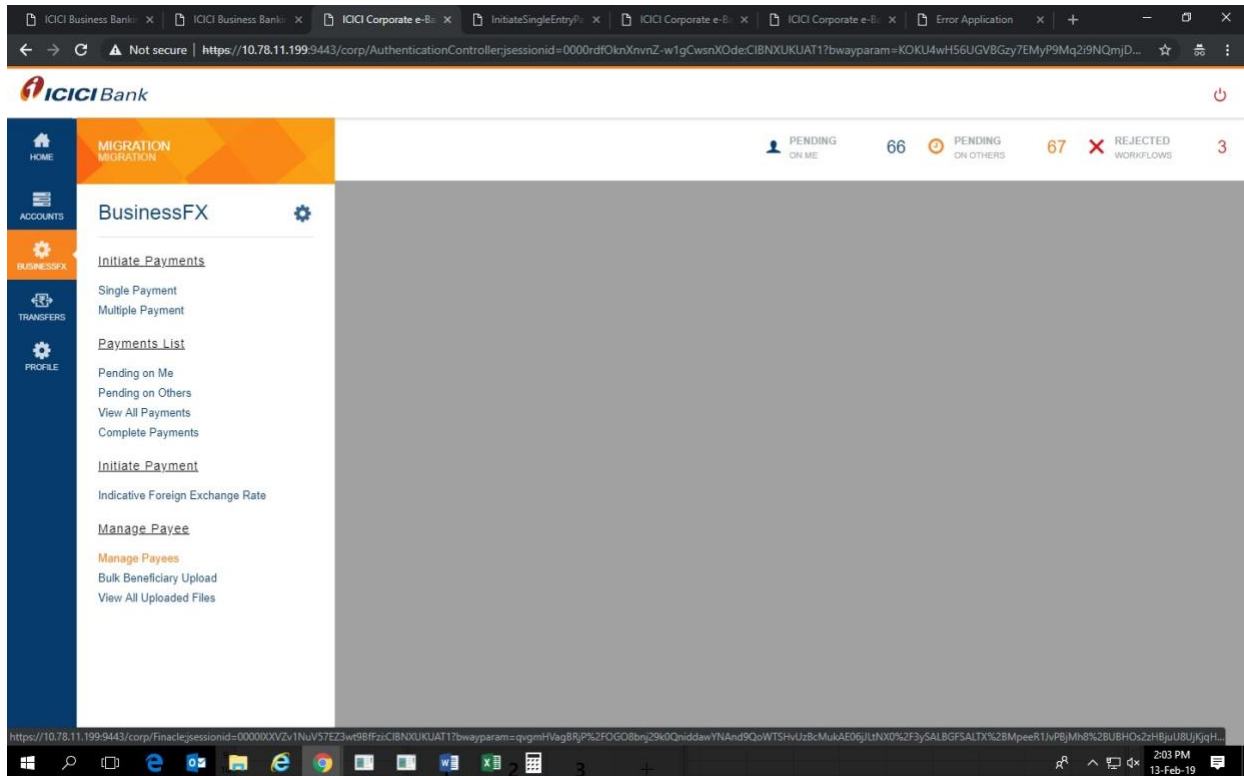 ICICI Business Bankin
ICICI Business Bankin
ICICI Corporate e-Ba
InitiateSingleEntryPa
ICICI Corporate e-Ba
ICICI Corporate e-Ba
Error Application
Not secure | https://10.78.11.199:9443/corp/AuthenticationController;jsessionid=0000rdfOknXnvnZ-w1gCwsnXOde:CIBNXUKUAT1?bwayparam=KOKU4wH56UGVBGzy7EMyP9Mq2i9NQmjD...
ICICI Bank
HOME
ACCOUNTS
BUSINESSFX
TRANSFERS
PROFILE
MIGRATION
MIGRATION
PENDING
ON ME
66
PENDING
ON OTHERS
67
REJECTED
WORKFLOWS
3
BusinessFX
Initiate Payments
Single Payment
Multiple Payment
Payments List
Pending on Me
Pending on Others
View All Payments
Complete Payments
Initiate Payment
Indicative Foreign Exchange Rate
Manage Payee
Manage Payees
Bulk Beneficiary Upload
View All Uploaded Files
2:03 PM
13-Feb-19